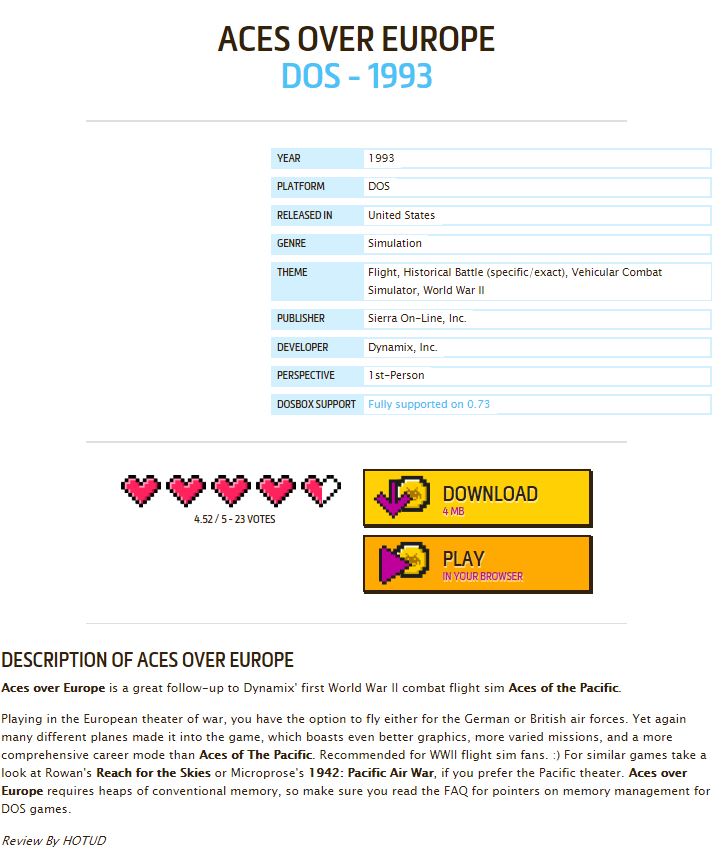 ACES OVER EUROPE
DOS - 1993
YEAR 1993
PLATFORM DOS
RELEASED IN United States
GENRE Simulation
THEME Flight, Historical Battle (specific/exact), Vehicular Combat
Simulator, World War II
PUBLISHER Sierra On-Line, Inc.
DEVELOPER Dynamix, Inc.
PERSPECTIVE 1st-Person
DOSBOX SUPPORT Fully supported on 0.73
4.52 / 5 - 23 VOTES
DOWNLOAD
4 MB
PLAY
IN YOUR BROWSER
DESCRIPTION OF ACES OVER EUROPE
Aces over Europe is a great follow-up to Dynamix' first World War II combat flight sim Aces of the Pacific.
Playing in the European theater of war, you have the option to fly either for the German or British air forces. Yet again
many different planes made it into the game, which boasts even better graphics, more varied missions, and a more
comprehensive career mode than Aces of The Pacific. Recommended for WWII flight sim fans. :) For similar games take a
look at Rowan's Reach for the Skies or Microprose's 1942: Pacific Air War, if you prefer the Pacific theater. Aces over
Europe requires heaps of conventional memory, so make sure you read the FAQ for pointers on memory management for
DOS games.
Review By HOTUD